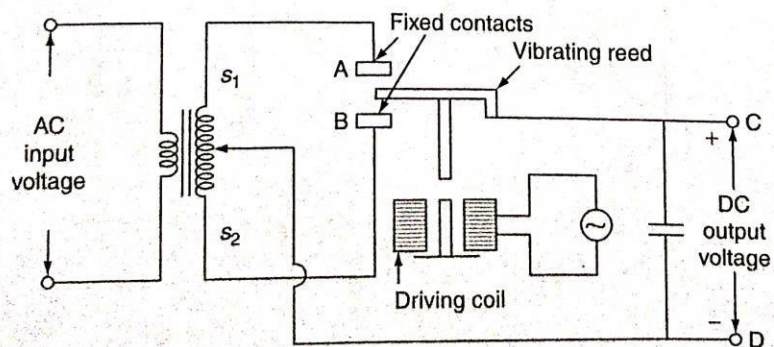 Fixed contacts
Vibrating reed
A
S1
B
C
+
AC
input
voltage
DC
output
voltage
S2
~
Driving coil
−
D